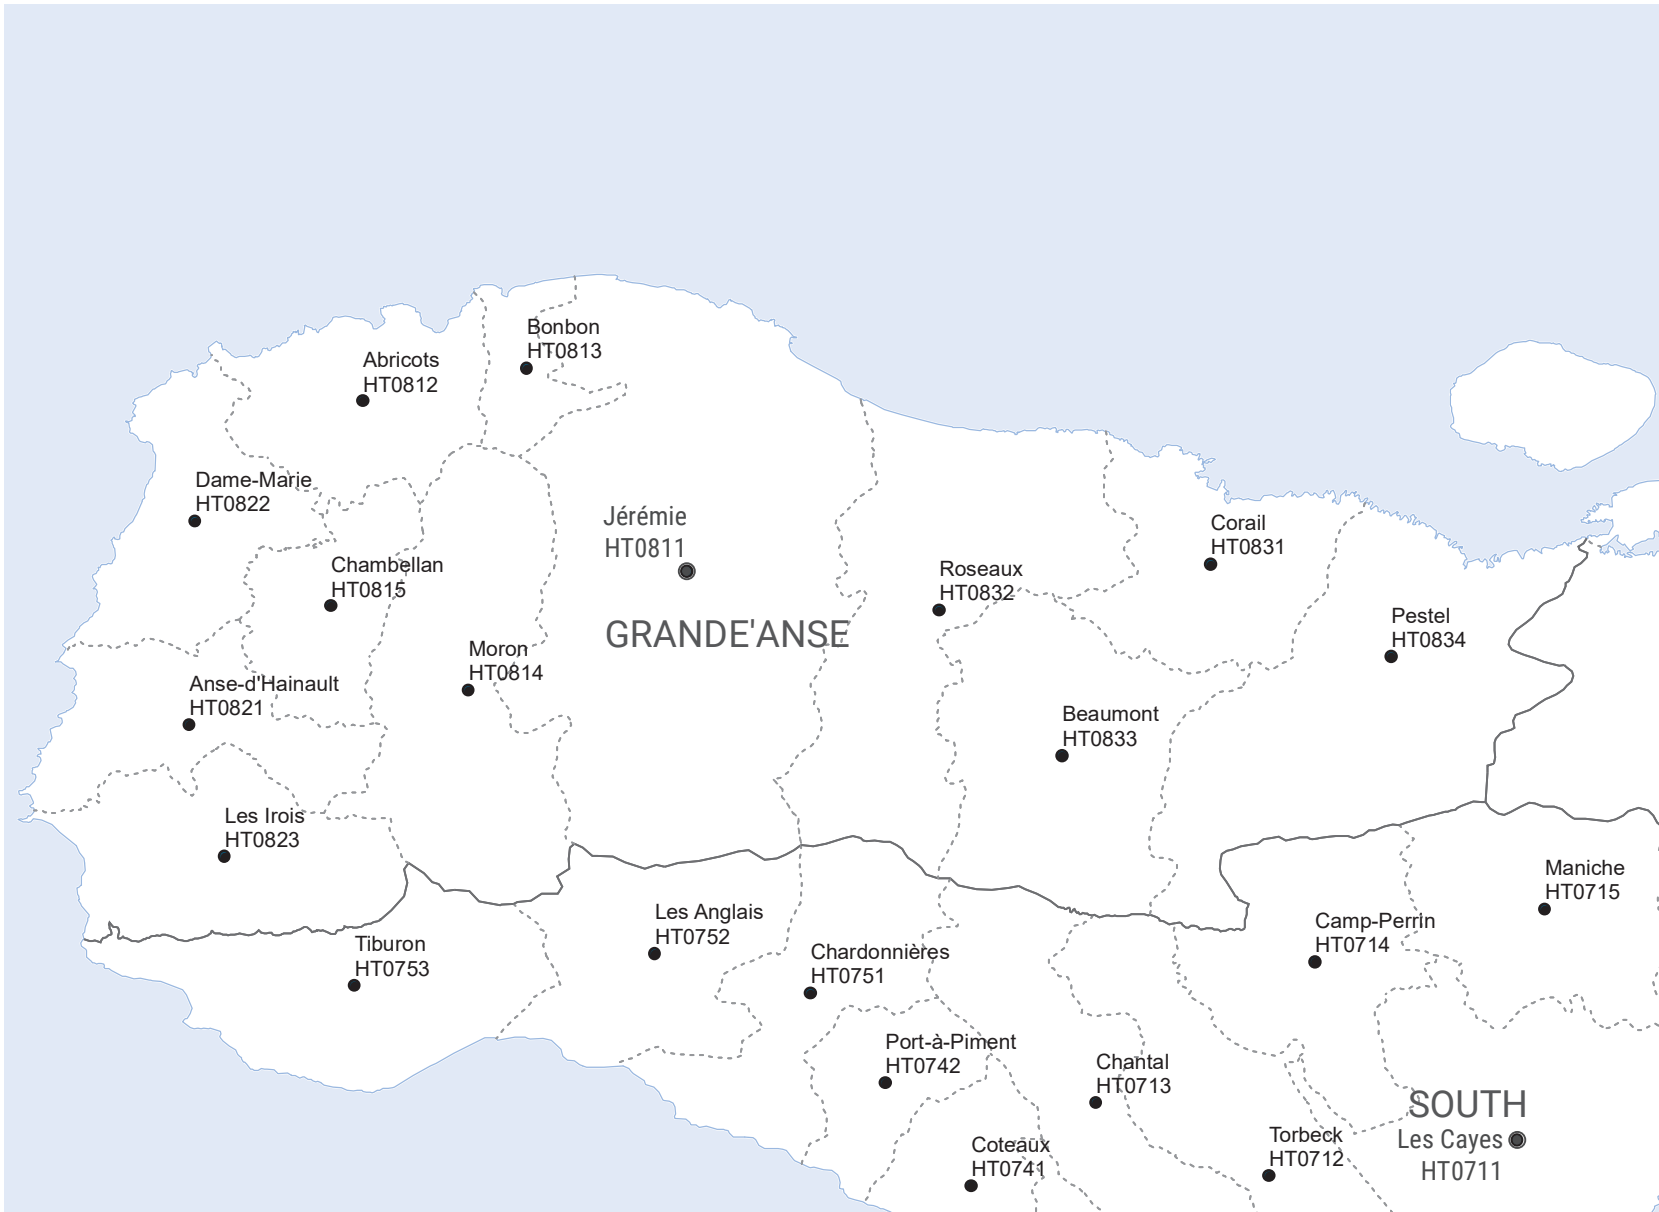 Bonbon
HT0813
Abricots
HT0812
Dame-Marie
HT0822
Jérémie
HT0811
Corail
HT0831
Chambellan
HT0815
Roseaux
HT0832
GRANDE'ANSE
Pestel
HT0834
Moron
HT0814
Anse-d'Hainault
HT0821
Beaumont
HT0833
Les Irois
HT0823
Maniche
HT0715
Les Anglais
HT0752
Camp-Perrin
HT0714
Tiburon
HT0753
Chardonnières
HT0751
Port-à-Piment
HT0742
Chantal
HT0713
SOUTH
Les Cayes
HT0711
Torbeck
HT0712
Coteaux
HT0741